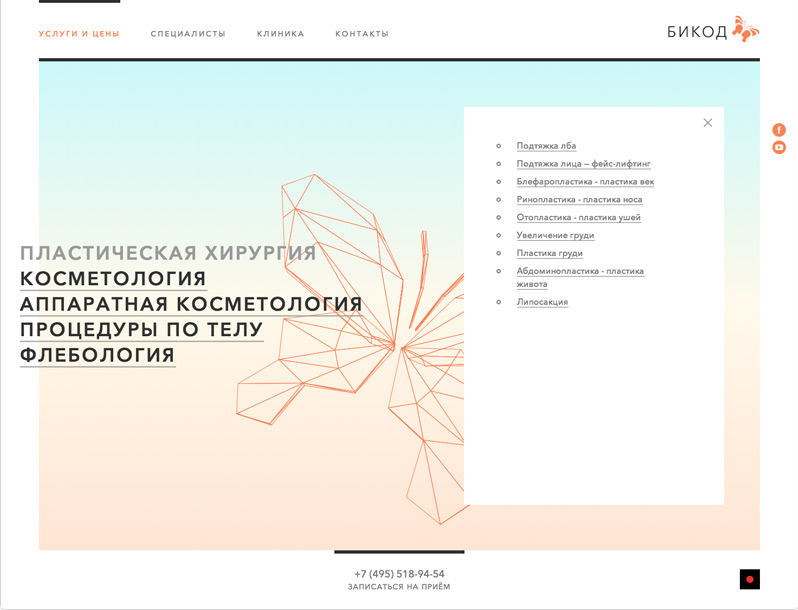 УСЛУГИ И ЦЕНЫ
СПЕЦИАЛИСТЫ
КЛИНИКА
КОНТАКТЫ
БИКОД
ПЛАСТИЧЕСКАЯ ХИРУРГИЯ
КОСМЕТОЛОГИЯ
АППАРАТНАЯ КОСМЕТОЛОГИЯ
ПРОЦЕДУРЫ ПО ТЕЛУ
ФЛЕБОЛОГИЯ
Подтяжка лба
Подтяжка лица – фейс-лифтинг
Блефаропластика - пластика век
Ринопластика - пластика носа
Отопластика - пластика ушей
Увеличение груди
Пластика груди
Абдоминопластика - пластика
живота
Липосакция
f
+7 (495) 518-94-54
ЗАПИСАТЬСЯ НА ПРИЁМ